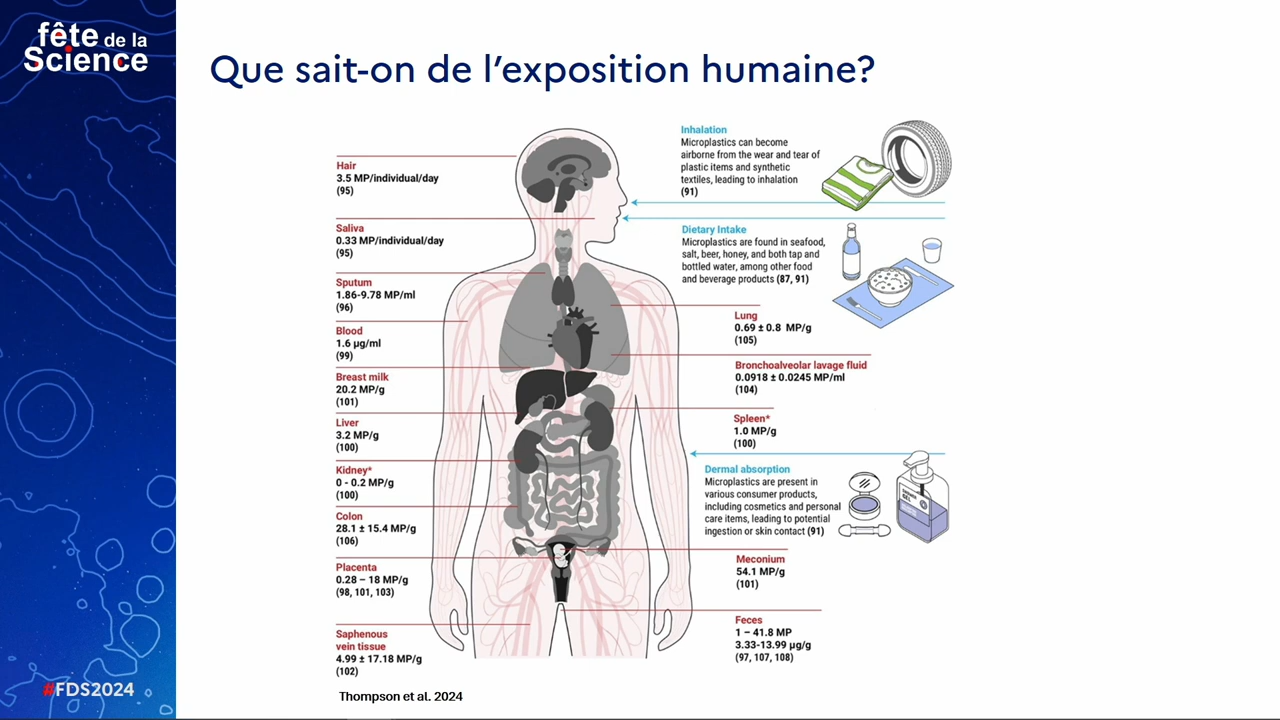 fête de la
Science
Que sait-on de l’exposition humaine?
Hair
3.5 MP/individual/day
(95)
Saliva
0.33 MP/individual/day
(95)
Sputum
1.86-9.78 MP/ml
(96)
Blood
1.6 µg/ml
(99)
Breast milk
20.2 MP/g
(101)
Liver
3.2 MP/g
(100)
Kidney*
0 - 0.2 MP/g
(100)
Colon
28.1 ± 15.4 MP/g
(106)
Placenta
0.28 – 18 MP/g
(98, 101, 103)
Saphenous
vein tissue
4.99 ± 17.18 MP/g
(102)
Inhalation
Microplastics can become
airborne from the wear and tear of
plastic items and synthetic
textiles, leading to inhalation
(91)
Dietary Intake
Microplastics are found in seafood,
salt, beer, honey, and both tap and
bottled water, among other food
and beverage products (87, 91)
Lung
0.69 ± 0.8 MP/g
(105)
Bronchoalveolar lavage fluid
0.0918 ± 0.0245 MP/ml
(104)
Spleen*
1.0 MP/g
(100)
Dermal absorption
Microplastics are present in
various consumer products,
including cosmetics and personal
care items, leading to potential
ingestion or skin contact (91)
Meconium
54.1 MP/g
(101)
Feces
1 – 41.8 MP
3.33-13.99 µg/g
(97, 107, 108)
Thompson et al. 2024
#FDS2024